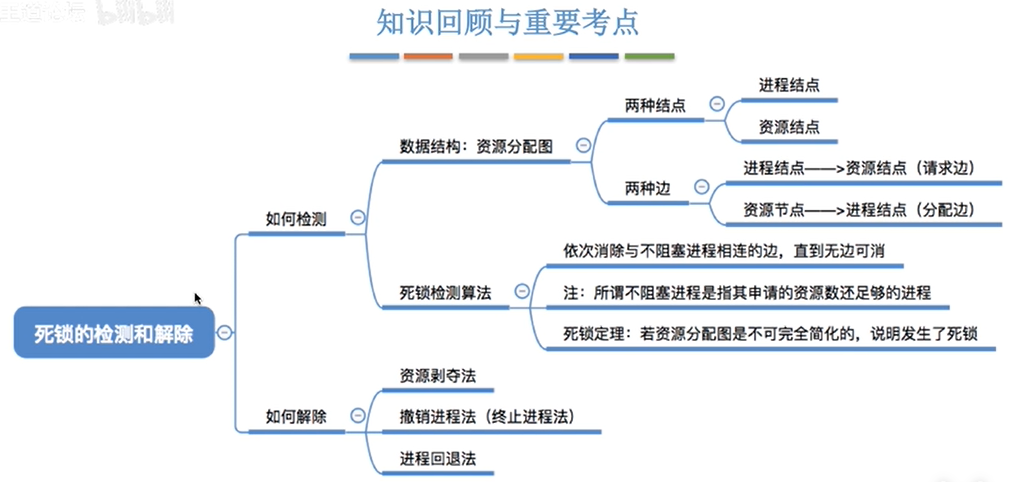 知识回顾与重要考点
进程结点
两种结点
资源结点
数据结构：资源分配图
进程结点——>资源结点（请求边）
两种边
资源节点——>进程结点（分配边）
如何检测
依次消除与不阻塞进程相连的边，直到无边可消
死锁检测算法
注：所谓不阻塞进程是指其申请的资源数还足够的进程
死锁定理：若资源分配图是不可完全简化的，说明发生了死锁
死锁的检测和解除
资源剥夺法
如何解除
撤销进程法（终止进程法）
进程回退法